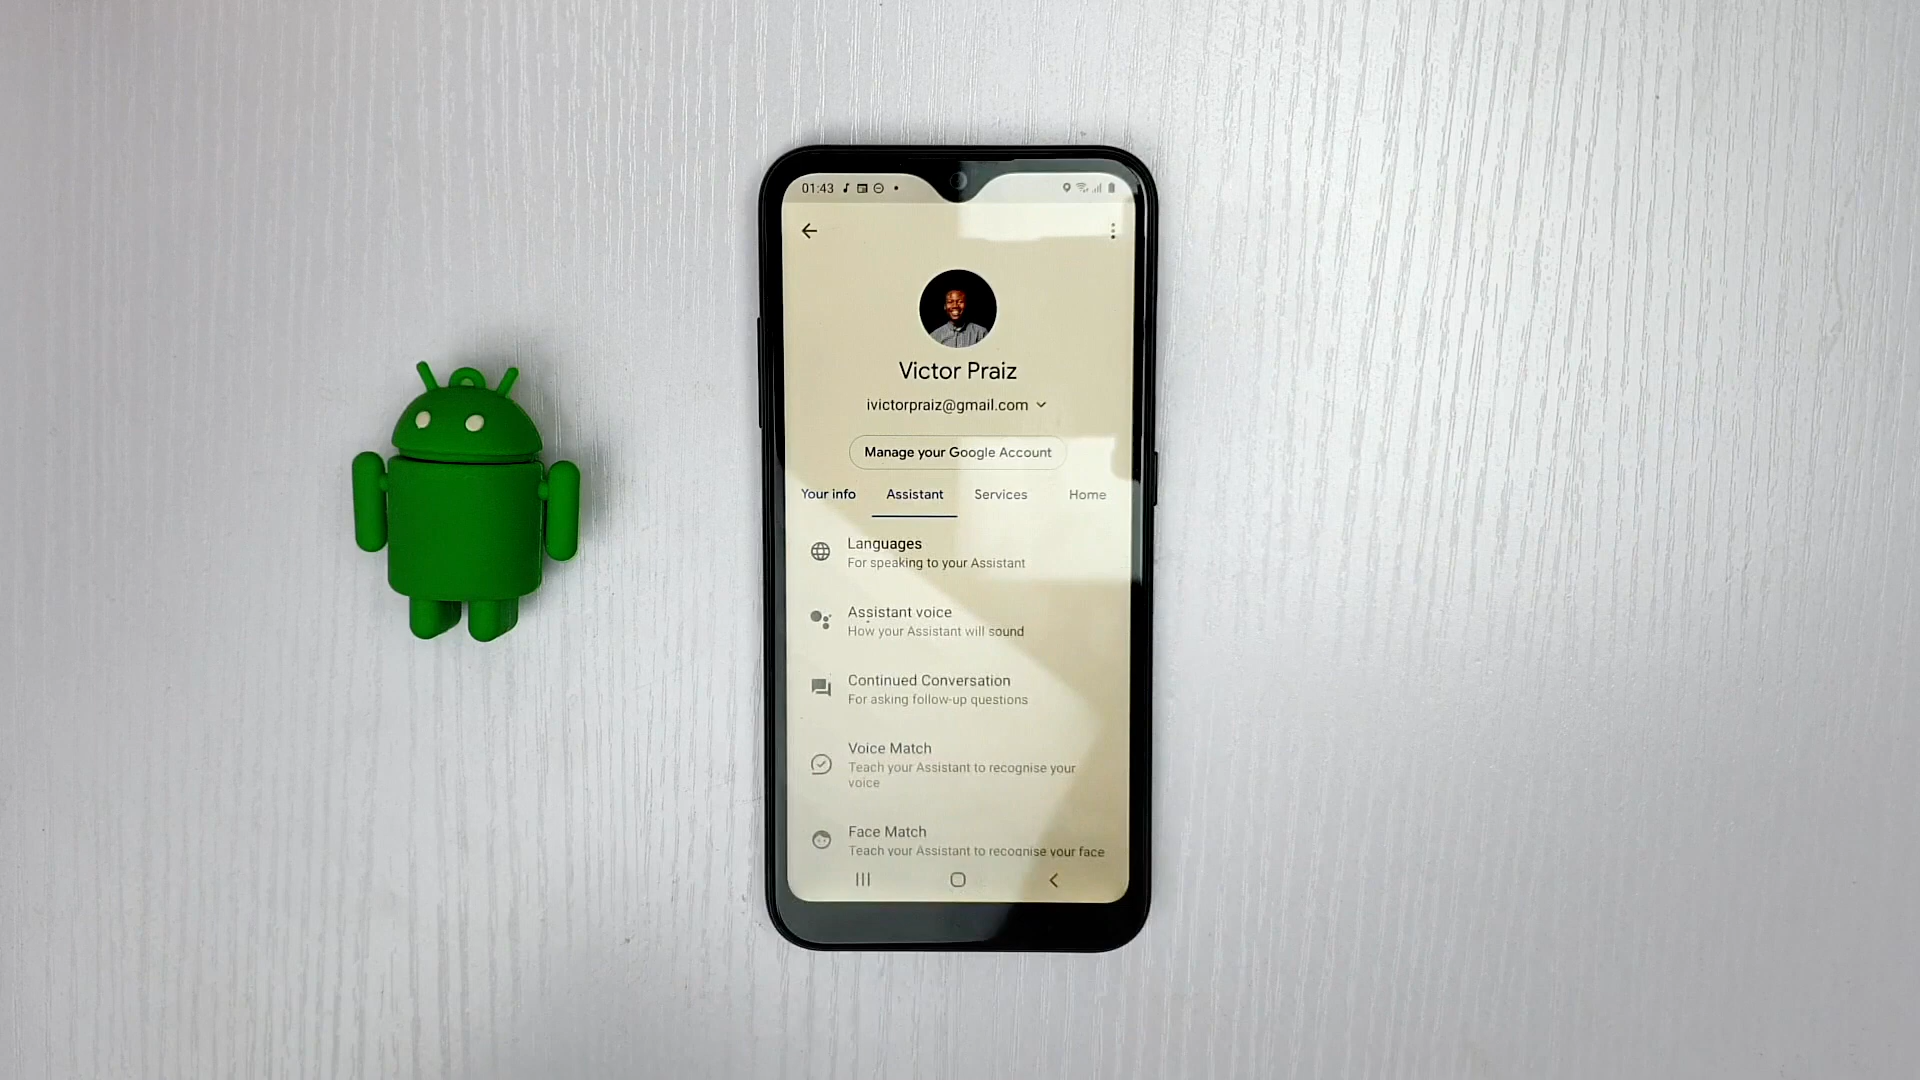 01:43
Victor Praiz
ivictorpraiz@gmail.com
Manage your Google Account
Your info Assistant Services Home
Languages
For speaking to your Assistant
Assistant voice
How your Assistant will sound
Continued Conversation
For asking follow-up questions
Voice Match
Teach your Assistant to recognise your
voice
Face Match
Teach your Assistant to recognise your face